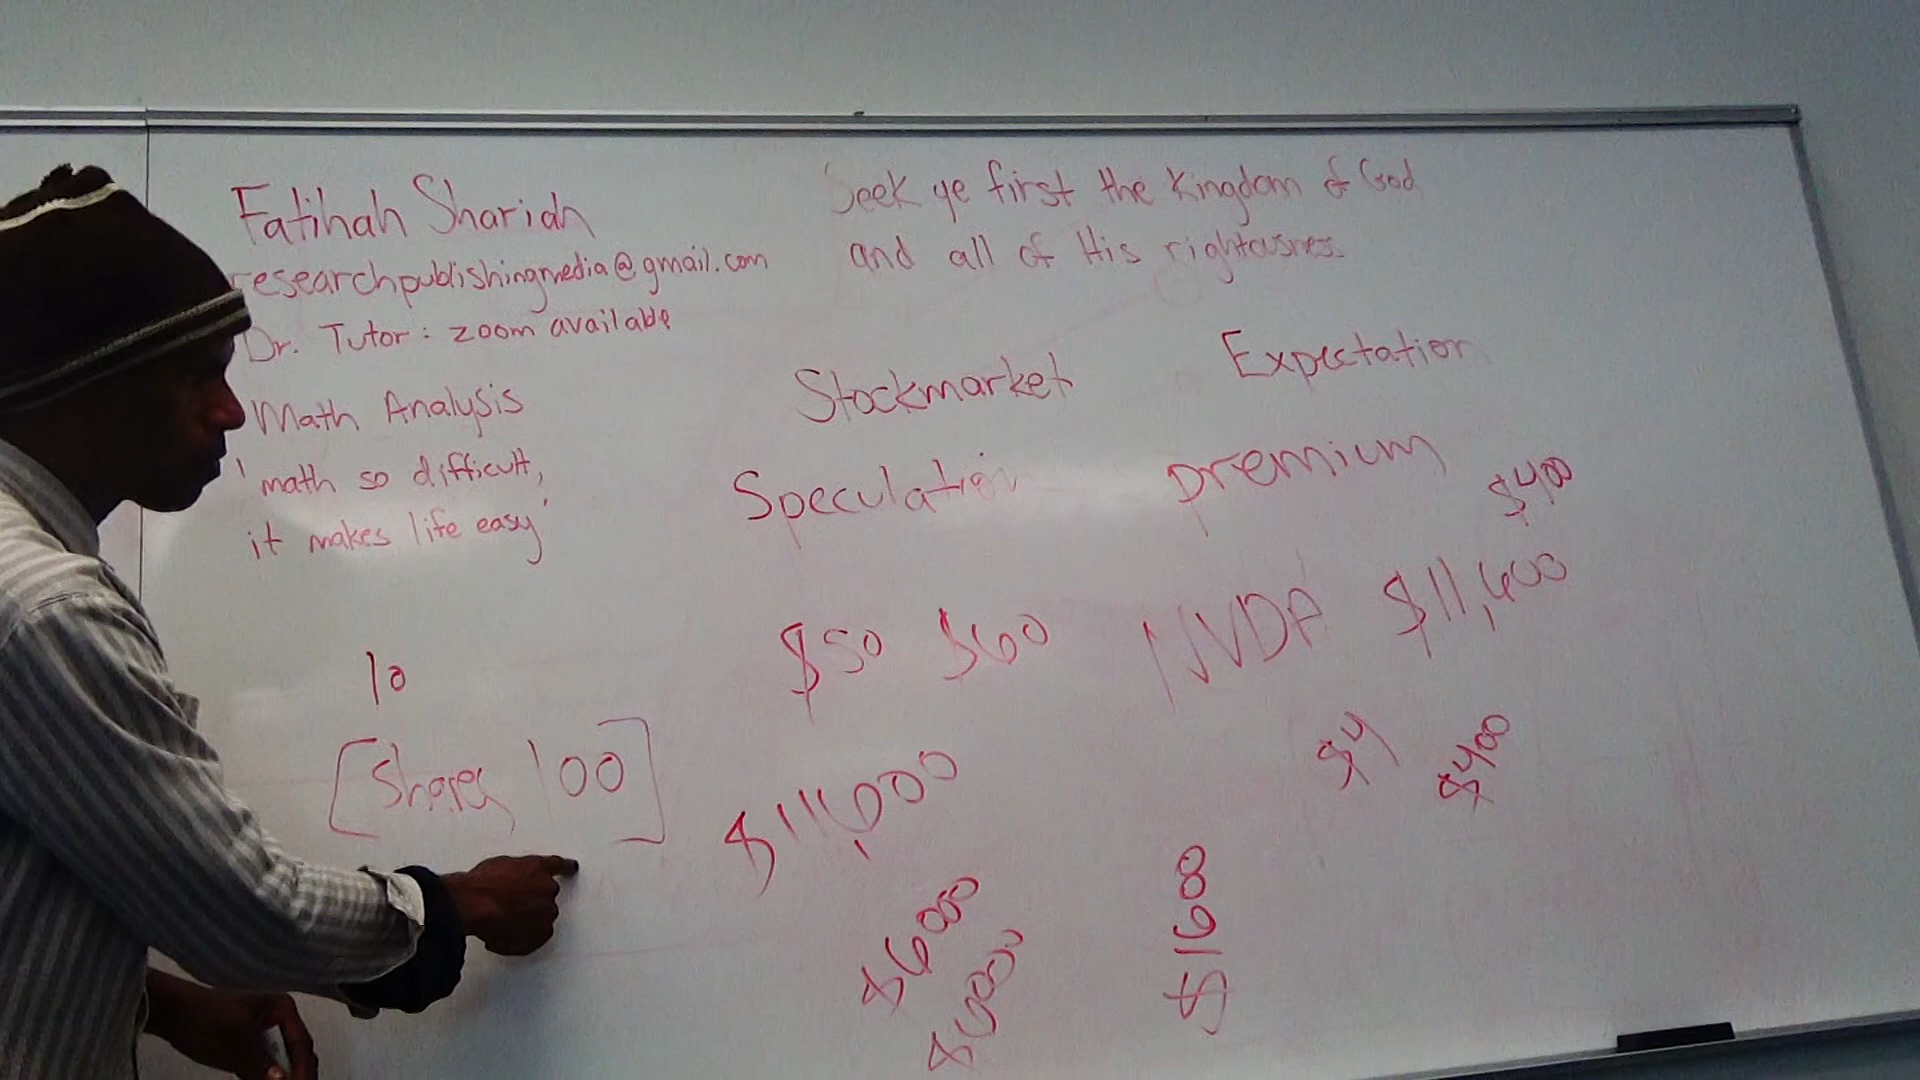 Fatihah Shariah
researchpublishingmedia@gmail.com
Dr. Tutor: zoom available
Math Analysis
'math so difficult,
it makes life easy'
Seek ye first the Kingdom of God
and all of His righteousness
Stockmarket
Expectation
Speculation
premium
$400
10
$50 $60
NVDA $11,400
[Shares 100]
$11,000
$4
$400
$6000
$6000
$160